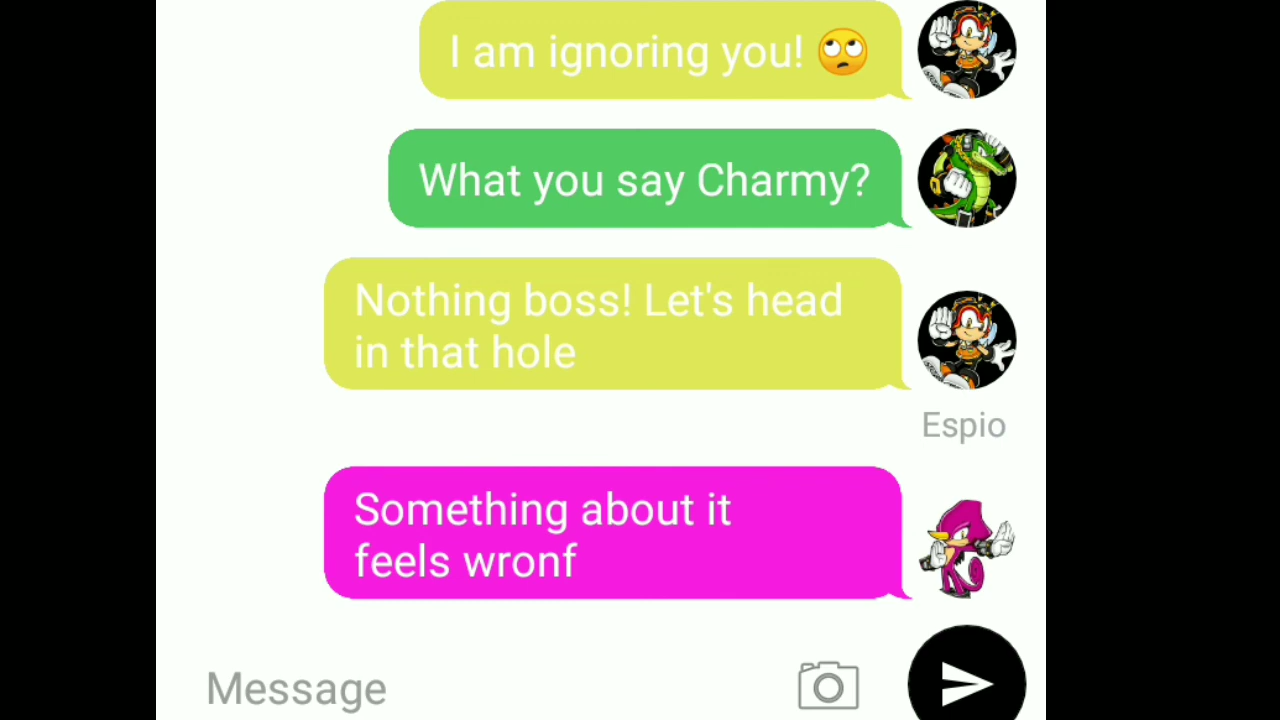 I am ignoring you! 🙄
What you say Charmy?
Nothing boss! Let's head
in that hole
Espio
Something about it
feels wronf
Message